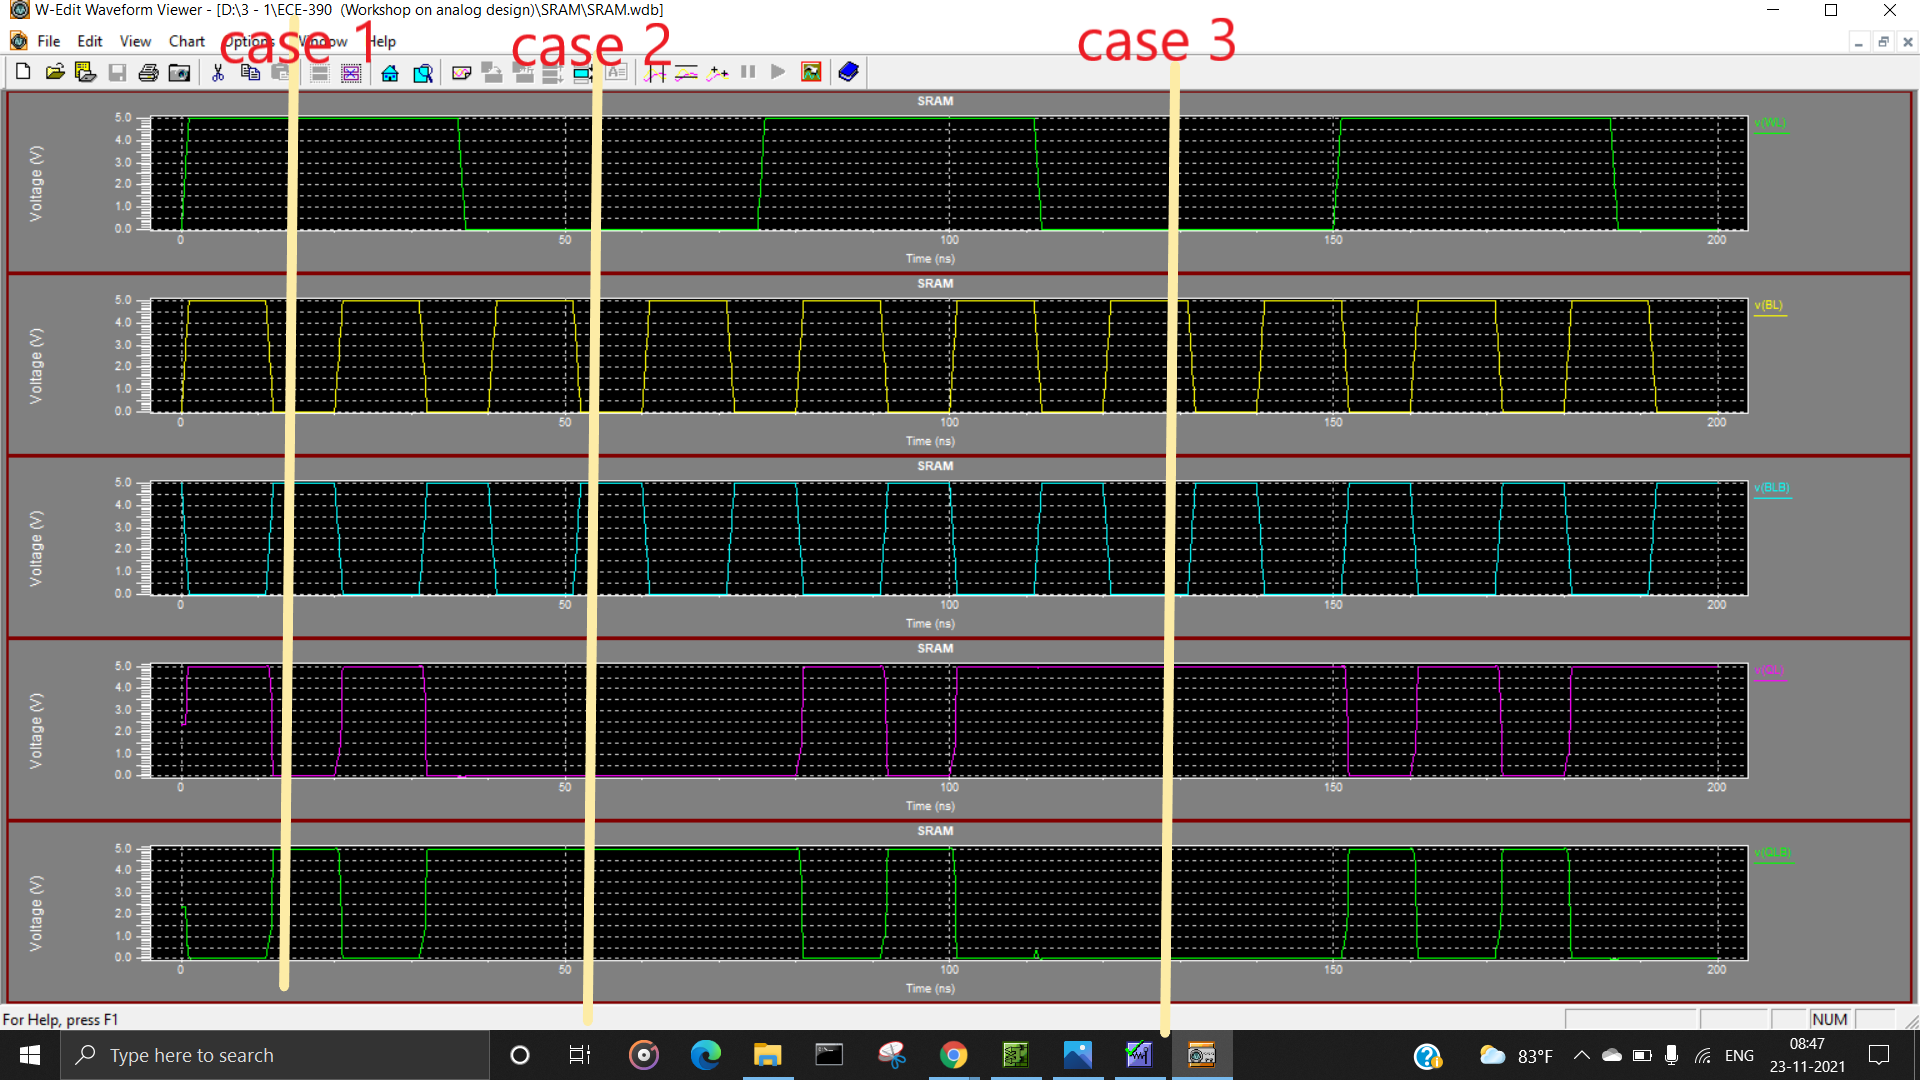 W-Edit Waveform Viewer - [D:\3 - 1\ECE-390 (Workshop on analog design)\SRAM\SRAM.wdb]
File Edit View Chart Options Window Help
case 1 case 2 case 3
SRAM
Voltage (V)
5.0
4.0
3.0
2.0
1.0
0.0
0 50 100 150 200
Time (ns)
v(WL)
SRAM
Voltage (V)
5.0
4.0
3.0
2.0
1.0
0.0
0 50 100 150 200
Time (ns)
v(BL)
SRAM
Voltage (V)
5.0
4.0
3.0
2.0
1.0
0.0
0 50 100 150 200
Time (ns)
v(BLB)
SRAM
Voltage (V)
5.0
4.0
3.0
2.0
1.0
0.0
0 50 100 150 200
Time (ns)
v(QL)
SRAM
Voltage (V)
5.0
4.0
3.0
2.0
1.0
0.0
0 50 100 150 200
Time (ns)
v(QLB)
For Help, press F1
NUM
Type here to search
83°F
ENG
08:47
23-11-2021